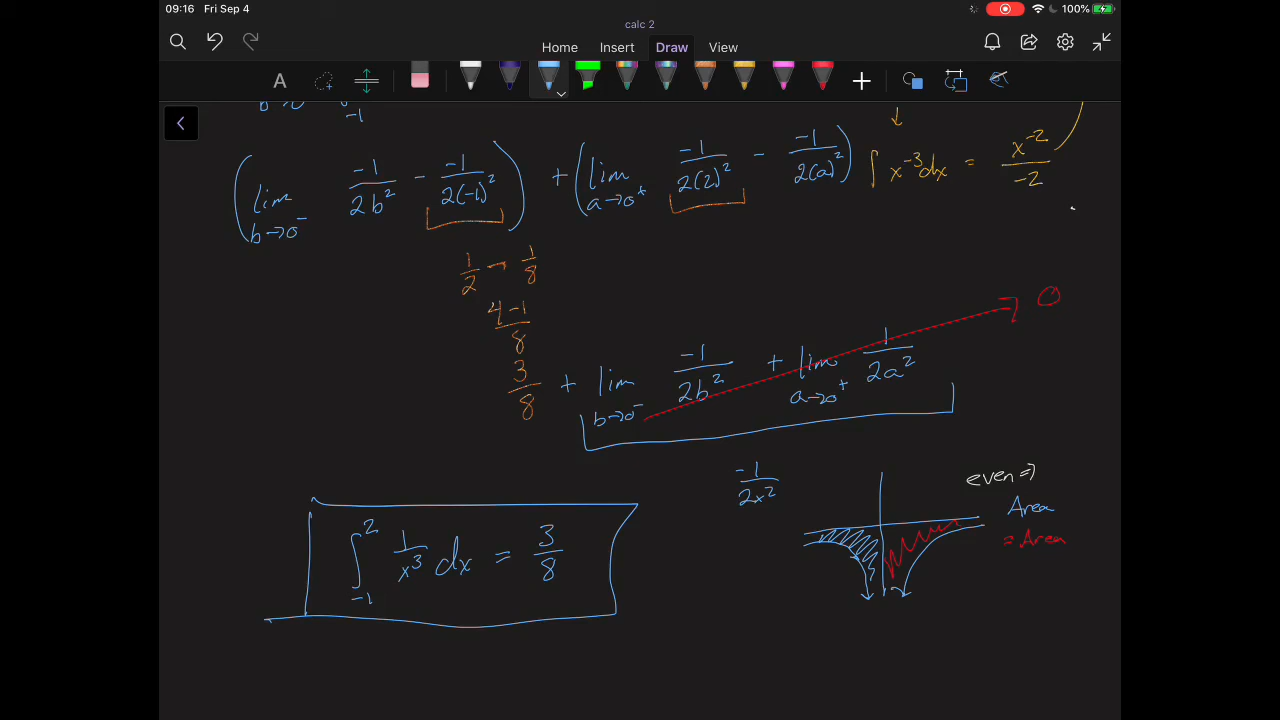 09:16 Fri Sep 4
100%
calc 2
Home Insert Draw View
-1
( lim b→0⁻ -1/2b² - -1/2(-1)² ) + ( lim a→0⁺ -1/2(2)² - -1/2(a)² ) ∫ x⁻³dx = x⁻²/-2
1/2 - 1/8
4-1/8
3/8 + lim b→0⁻ -1/2b² + lim a→0⁺ 1/2a² 0
-1/2x²
even ⇒
Area
= Area
∫₋₁² 1/x³ dx = 3/8